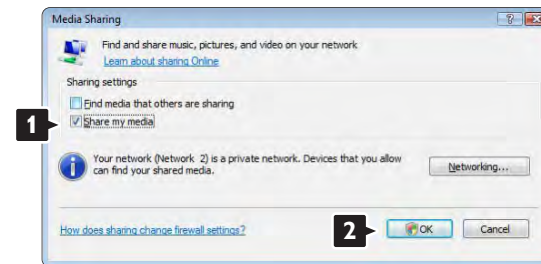 Media Sharing
Find and share music, pictures, and video on your network
Learn about sharing Online
Sharing settings
Find media that others are sharing
1
Share my media
Your network (Network 2) is a private network. Devices that you allow
can find your shared media.
Networking...
How does sharing change firewall settings?
2
OK
Cancel